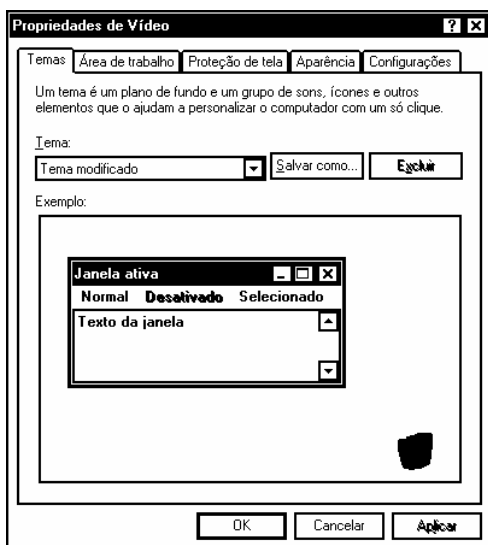 Propriedades de Vídeo
Temas Área de trabalho Proteção de tela Aparência Configurações
Um tema é um plano de fundo e um grupo de sons, ícones e outros
elementos que o ajudam a personalizar o computador com um só clique.
Tema:
Tema modificado Salvar como... Excluir
Exemplo:
Janela ativa
Normal Desativado Selecionado
Texto da janela
OK Cancelar Aplicar